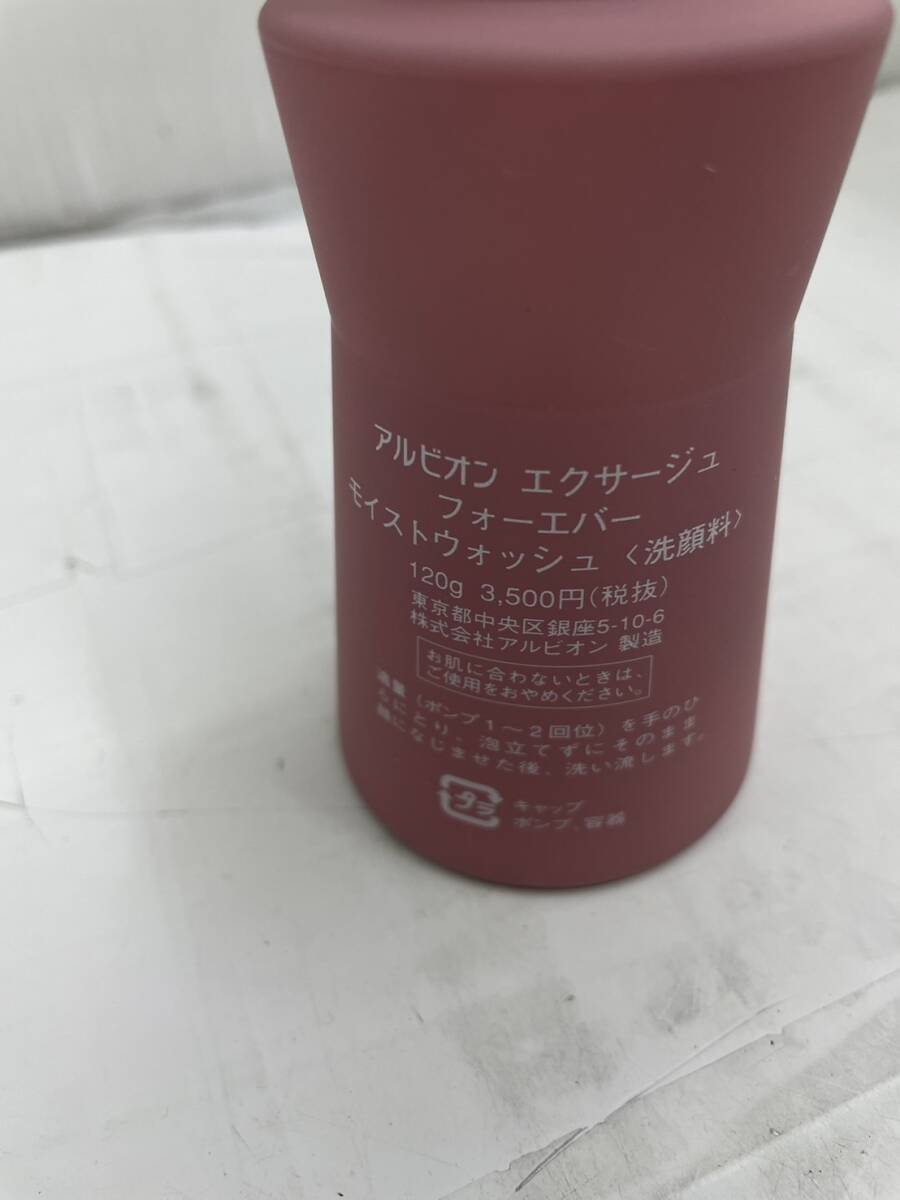 アルビオン エクサージュ
フォーエバー
モイストウォッシュ〈洗顔料〉
120g 3,500円(税抜)
東京都中央区銀座5-10-6
株式会社アルビオン 製造
お肌に合わないときは、
ご使用をおやめください。
適量（ポンプ1〜2回位）を手のひ
らにとり、泡立てずにそのまま
顔になじませた後、洗い流します。
プラ キャップ
ポンプ、容器